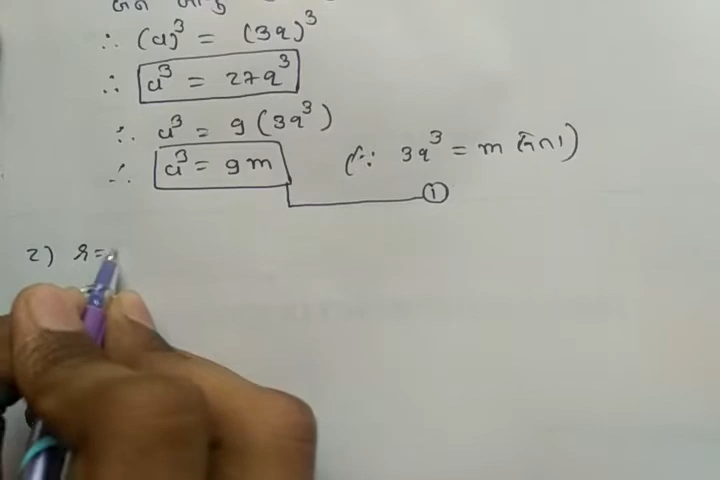 ∴ (a)³ = (3q)³
∴ a³ = 27q³
∴ a³ = 9(3q³)
∴ a³ = 9m (∵ 3q³ = m લેતા)
①
2) r =